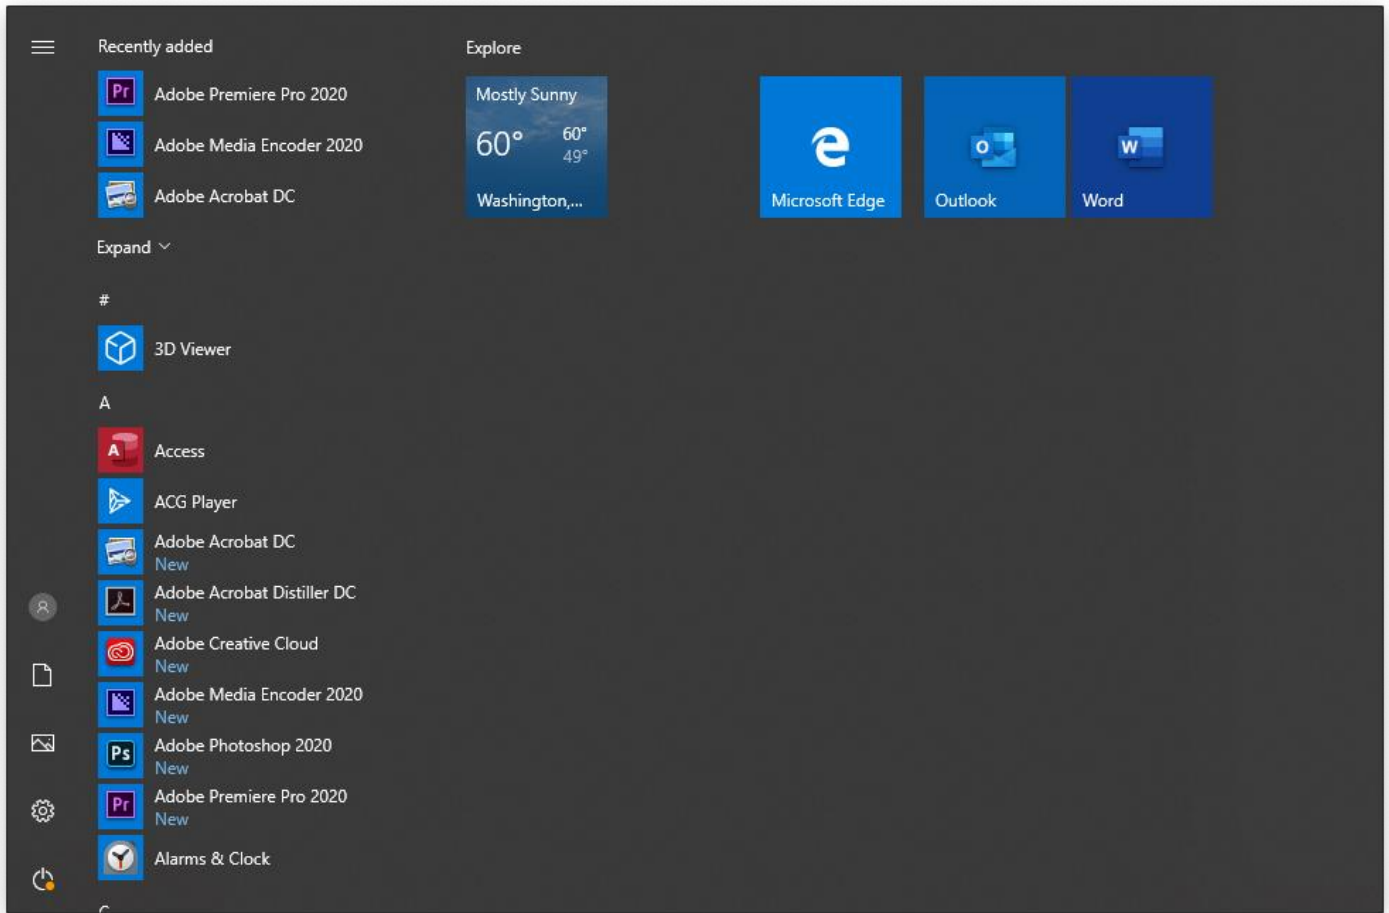 Recently added
Pr Adobe Premiere Pro 2020
Adobe Media Encoder 2020
Adobe Acrobat DC
Expand
#
3D Viewer
A
A Access
ACG Player
Adobe Acrobat DC
New
Adobe Acrobat Distiller DC
New
Adobe Creative Cloud
New
Adobe Media Encoder 2020
New
Ps Adobe Photoshop 2020
New
Pr Adobe Premiere Pro 2020
New
Alarms & Clock
Explore
Mostly Sunny
60° 60°
49°
Washington,...
Microsoft Edge
O
Outlook
W
Word